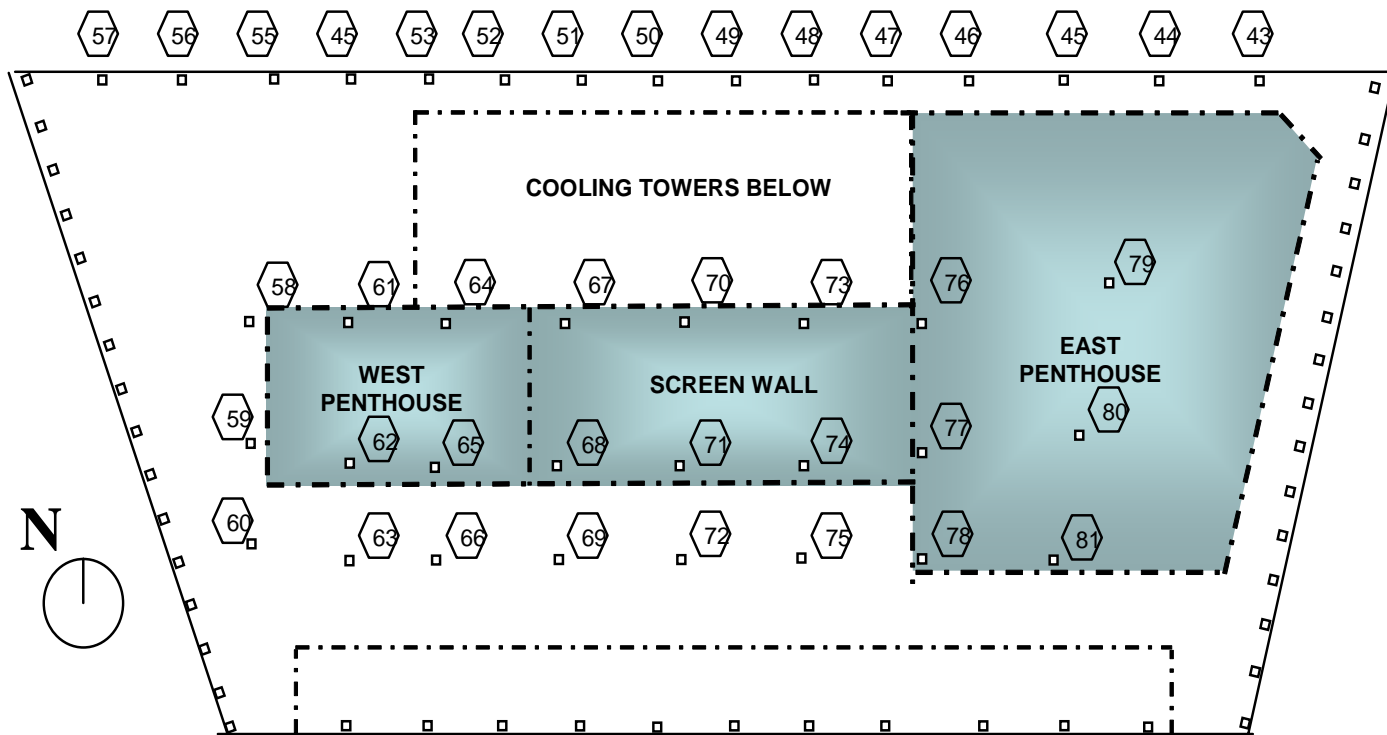 57 56 55 45 53 52 51 50 49 48 47 46 45 44 43
COOLING TOWERS BELOW
79
58 61 64 67 70 73 76
EAST
PENTHOUSE
WEST
PENTHOUSE
SCREEN WALL
59 62 65 68 71 74 77 80
60 63 66 69 72 75 78 81
N